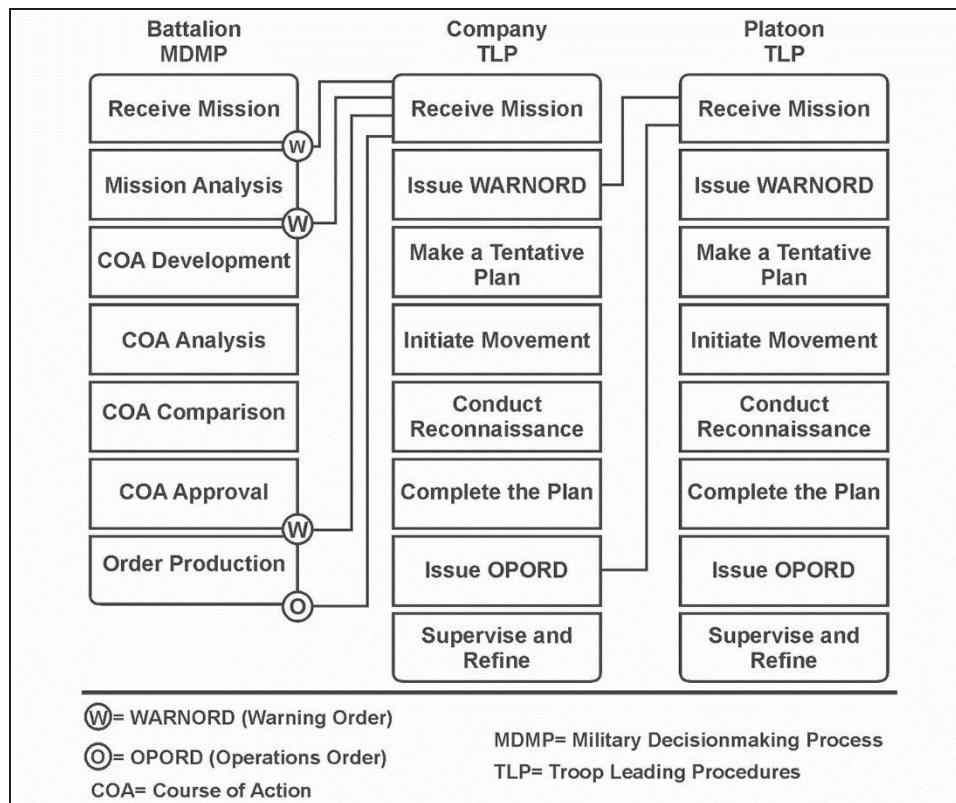 Battalion
MDMP
Receive Mission
W
Mission Analysis
W
COA Development
COA Analysis
COA Comparison
COA Approval
W
Order Production
O
Company
TLP
Receive Mission
Issue WARNORD
Make a Tentative
Plan
Initiate Movement
Conduct
Reconnaissance
Complete the Plan
Issue OPORD
Supervise and
Refine
Platoon
TLP
Receive Mission
Issue WARNORD
Make a Tentative
Plan
Initiate Movement
Conduct
Reconnaissance
Complete the Plan
Issue OPORD
Supervise and
Refine
W = WARNORD (Warning Order)
O = OPORD (Operations Order)
COA= Course of Action
MDMP= Military Decisionmaking Process
TLP= Troop Leading Procedures